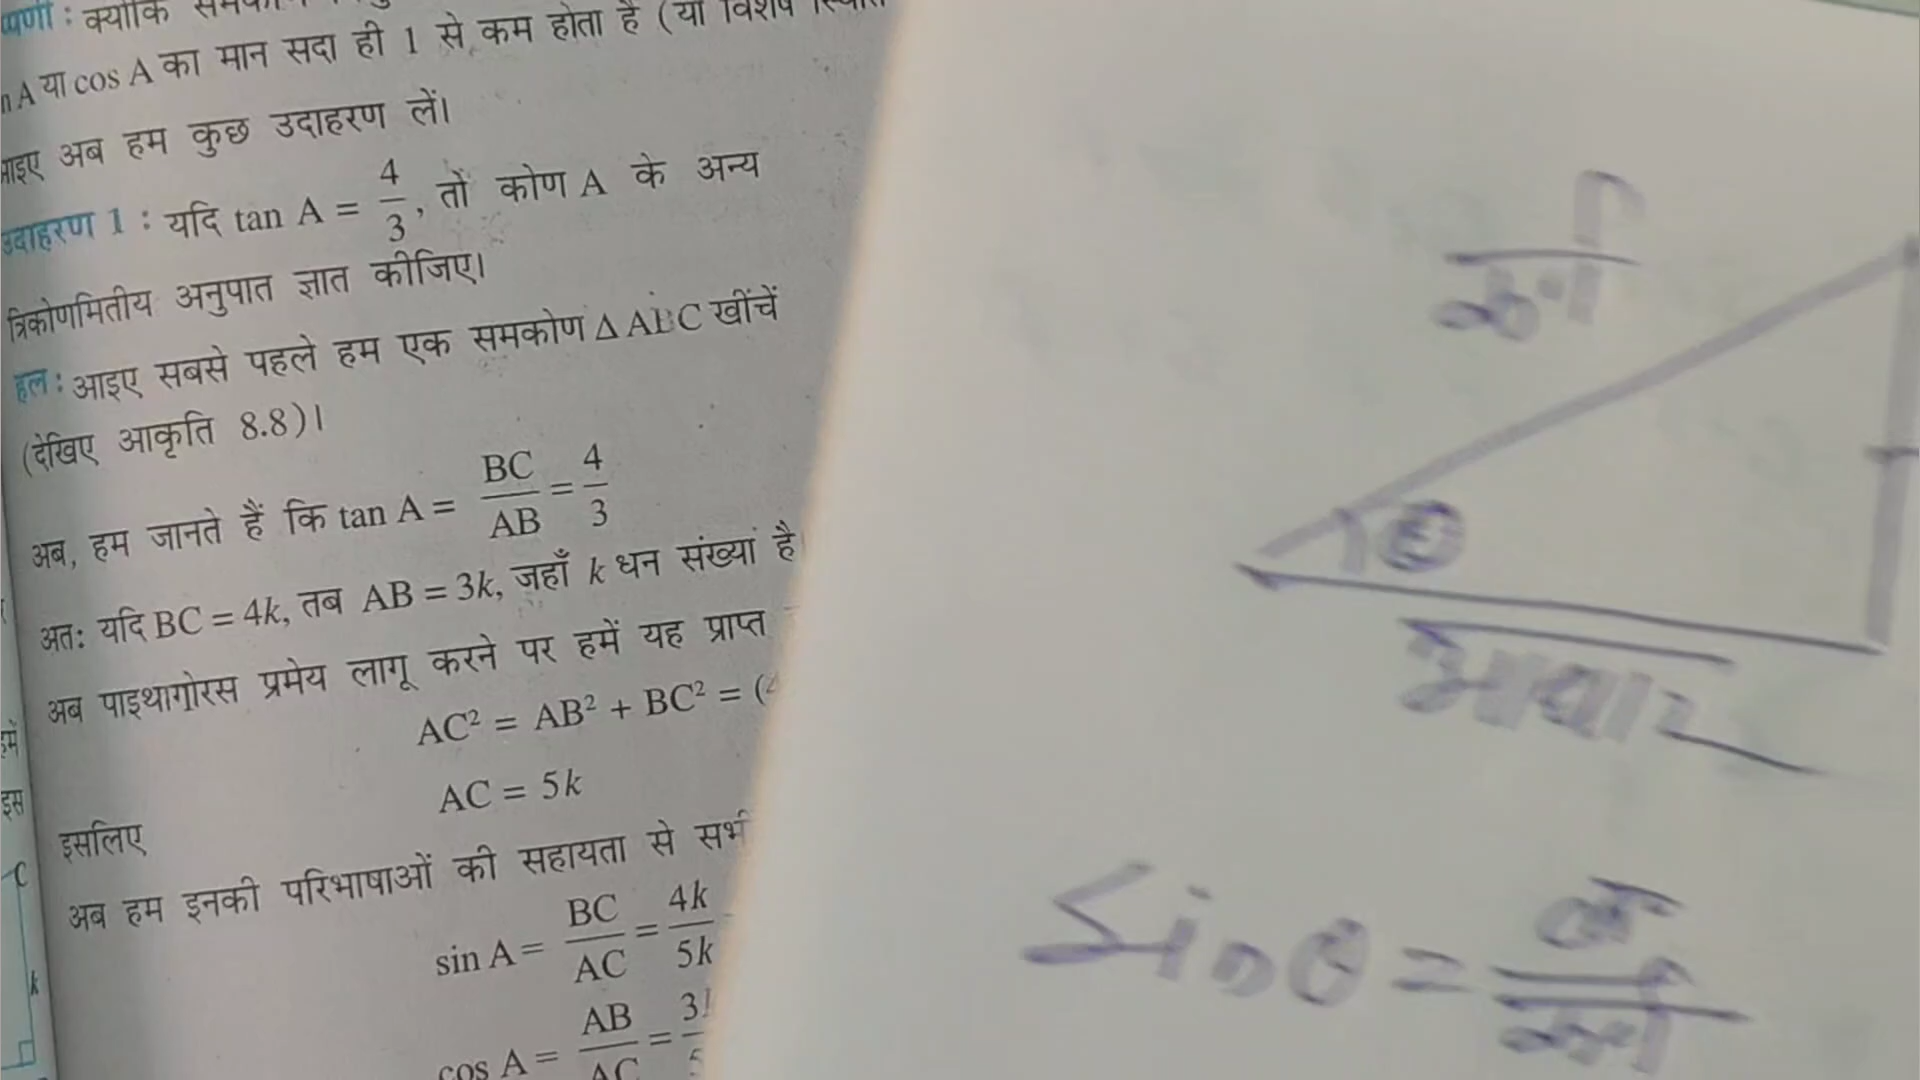 A या cos A का मान सदा ही 1 से कम होता है (या विशेष
आइए अब हम कुछ उदाहरण लें।
उदाहरण 1 : यदि tan A = 4/3, तो कोण A के अन्य
त्रिकोणमितीय अनुपात ज्ञात कीजिए।
हल : आइए सबसे पहले हम एक समकोण Δ ABC खींचें
(देखिए आकृति 8.8)।
अब, हम जानते हैं कि tan A = BC/AB = 4/3
अतः यदि BC = 4k, तब AB = 3k, जहाँ k धन संख्या है
अब पाइथागोरस प्रमेय लागू करने पर हमें यह प्राप्त
AC² = AB² + BC² = (4
इसलिए AC = 5k
अब हम इनकी परिभाषाओं की सहायता से सभी
sin A = BC/AC = 4k/5k
cos A = AB/AC = 3
कर्ण
θ
आधार
Sin θ =